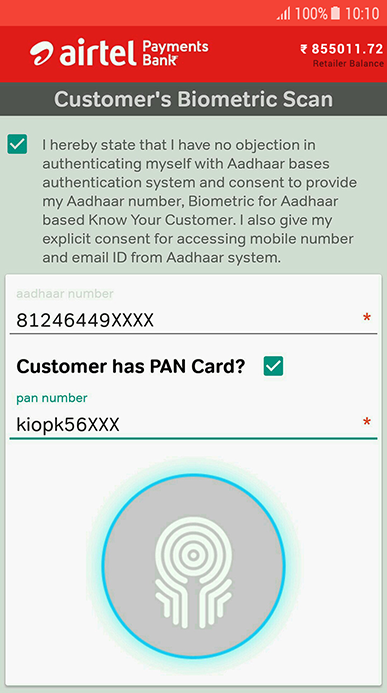 100% 10:10
airtel Payments Bank
₹ 855011.72
Retailer Balance
Customer's Biometric Scan
I hereby state that I have no objection in
authenticating myself with Aadhaar bases
authentication system and consent to provide
my Aadhaar number, Biometric for Aadhaar
based Know Your Customer. I also give my
explicit consent for accessing mobile number
and email ID from Aadhaar system.
aadhaar number
81246449XXXX *
Customer has PAN Card?
pan number
kiopk56XXX *